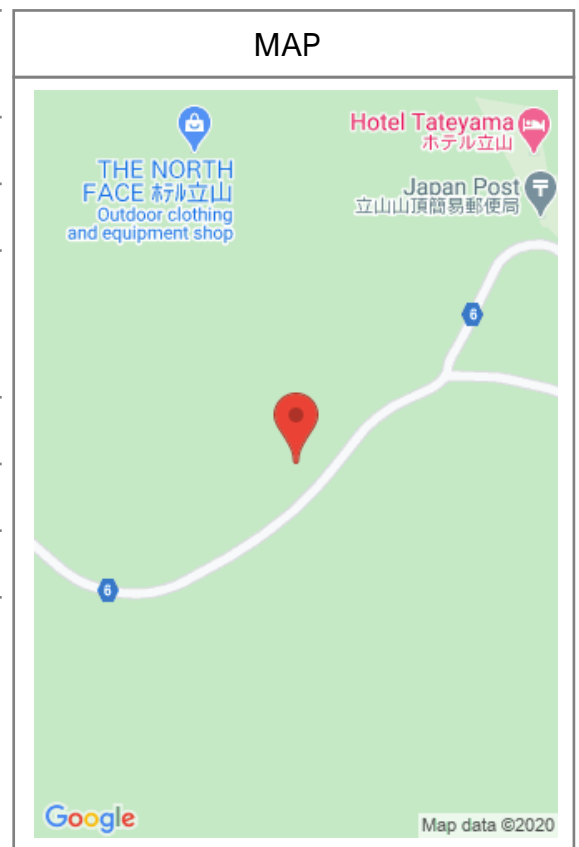 MAP
Hotel Tateyama
ホテル立山
THE NORTH
FACE ホテル立山
Outdoor clothing
and equipment shop
Japan Post
立山山頂簡易郵便局
6
6
Google
Map data ©2020